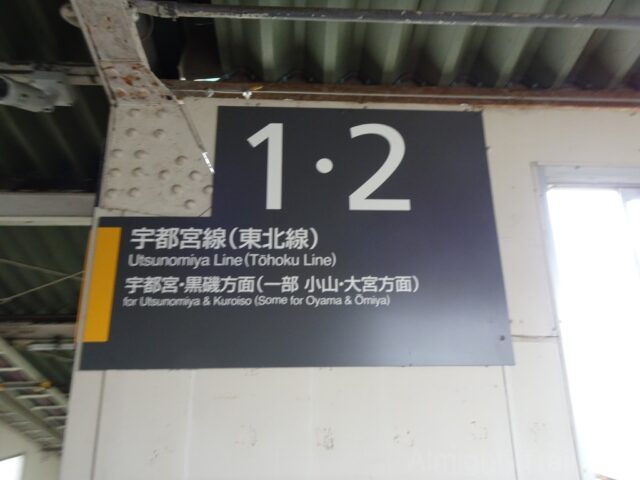 1・2
宇都宮線(東北線)
Utsunomiya Line (Tōhoku Line)
宇都宮・黒磯方面(一部 小山・大宮方面)
for Utsunomiya & Kuroiso (Some for Oyama & Ōmiya)